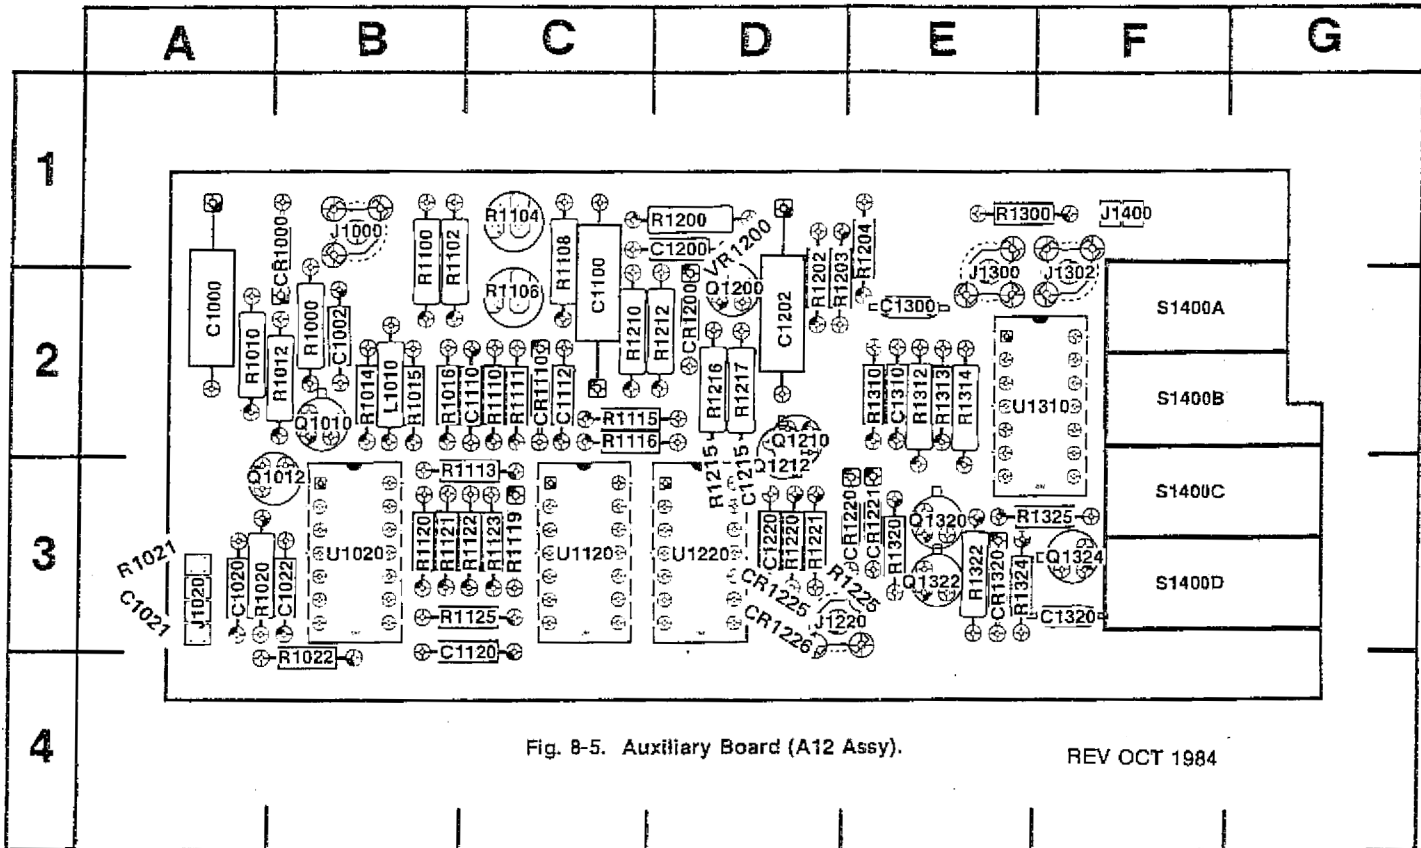 A B C D E F G
1
R1104 R1200 R1300 J1400
CR1000 J1000 R1100 R1102 R1108 C1100 C1200 VR1200 R1202 R1203 R1204
J1300 J1302
2
C1000 R1010 R1012 R1000 C1002 R1106 R1210 R1212 CR1200 Q1200 C1202 C1300 S1400A
R1014 L1010 R1015 R1016 C1110 R1110 R1111 CR1110 C1112 R1216 R1217 R1310 C1310 R1312 R1313 R1314 U1310 S1400B
Q1010 R1115 Q1210
R1116 Q1212
3
Q1012 R1113 R1215 C1215 S1400C
R1021 J1020 C1020 R1020 C1022 U1020 R1120 R1121 R1122 R1123 R1119 U1120 U1220 C1220 R1220 R1221 CR1220 CR1221 R1320 Q1320 R1325
Q1322 R1322 CR1320 R1324 Q1324 S1400D
C1021 R1125 CR1225 R1225 J1220 C1320
CR1226
R1022 C1120
4
Fig. 8-5. Auxiliary Board (A12 Assy).
REV OCT 1984